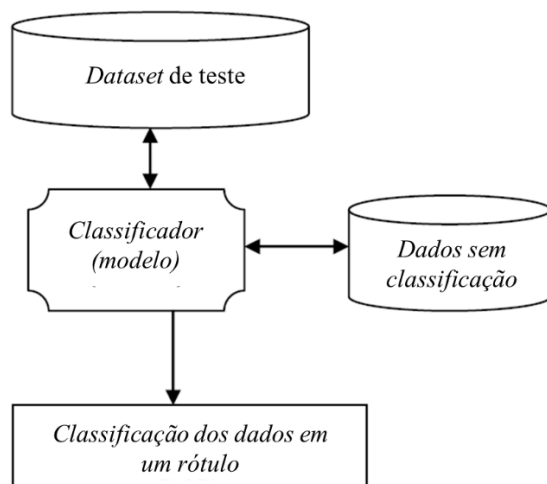 Dataset de teste
Classificador
(modelo)
Dados sem
classificação
Classificação dos dados em
um rótulo